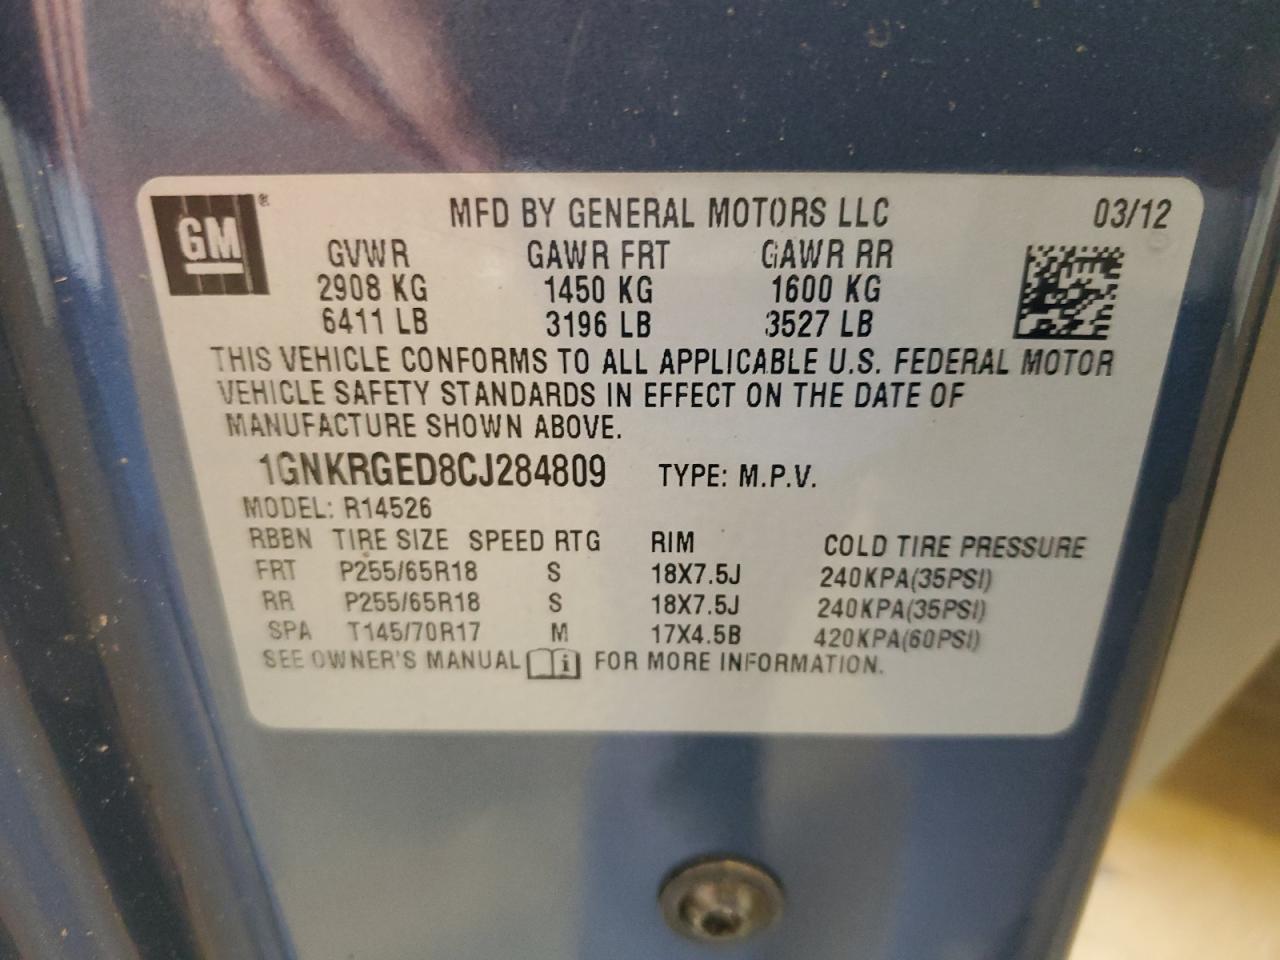 GM®
MFD BY GENERAL MOTORS LLC 03/12
GVWR GAWR FRT GAWR RR
2908 KG 1450 KG 1600 KG
6411 LB 3196 LB 3527 LB
THIS VEHICLE CONFORMS TO ALL APPLICABLE U.S. FEDERAL MOTOR
VEHICLE SAFETY STANDARDS IN EFFECT ON THE DATE OF
MANUFACTURE SHOWN ABOVE.
1GNKRGED8CJ284809 TYPE: M.P.V.
MODEL: R14526
RBBN TIRE SIZE SPEED RTG RIM COLD TIRE PRESSURE
FRT P255/65R18 S 18X7.5J 240KPA(35PSI)
RR P255/65R18 S 18X7.5J 240KPA(35PSI)
SPA T145/70R17 M 17X4.5B 420KPA(60PSI)
SEE OWNER'S MANUAL i FOR MORE INFORMATION.